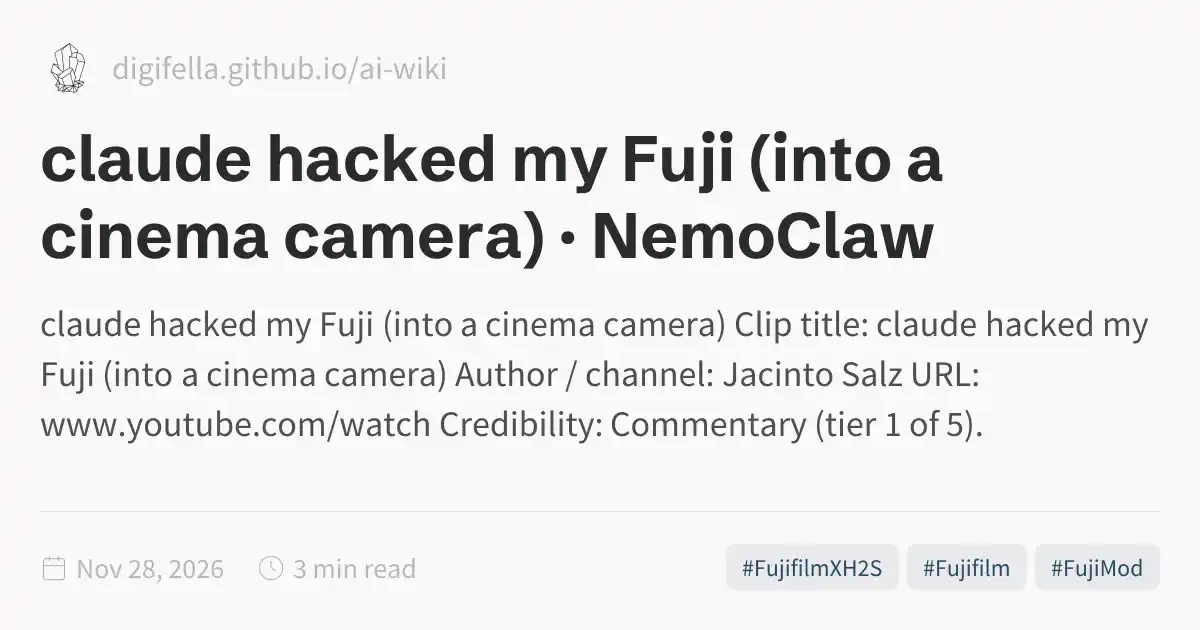 digifella.github.io/ai-wiki
claude hacked my Fuji (into a
cinema camera) · NemoClaw
claude hacked my Fuji (into a cinema camera) Clip title: claude hacked my
Fuji (into a cinema camera) Author / channel: Jacinto Salz URL:
www.youtube.com/watch Credibility: Commentary (tier 1 of 5).
Nov 28, 2026
3 min read
#FujifilmXH2S
#Fujifilm
#FujiMod